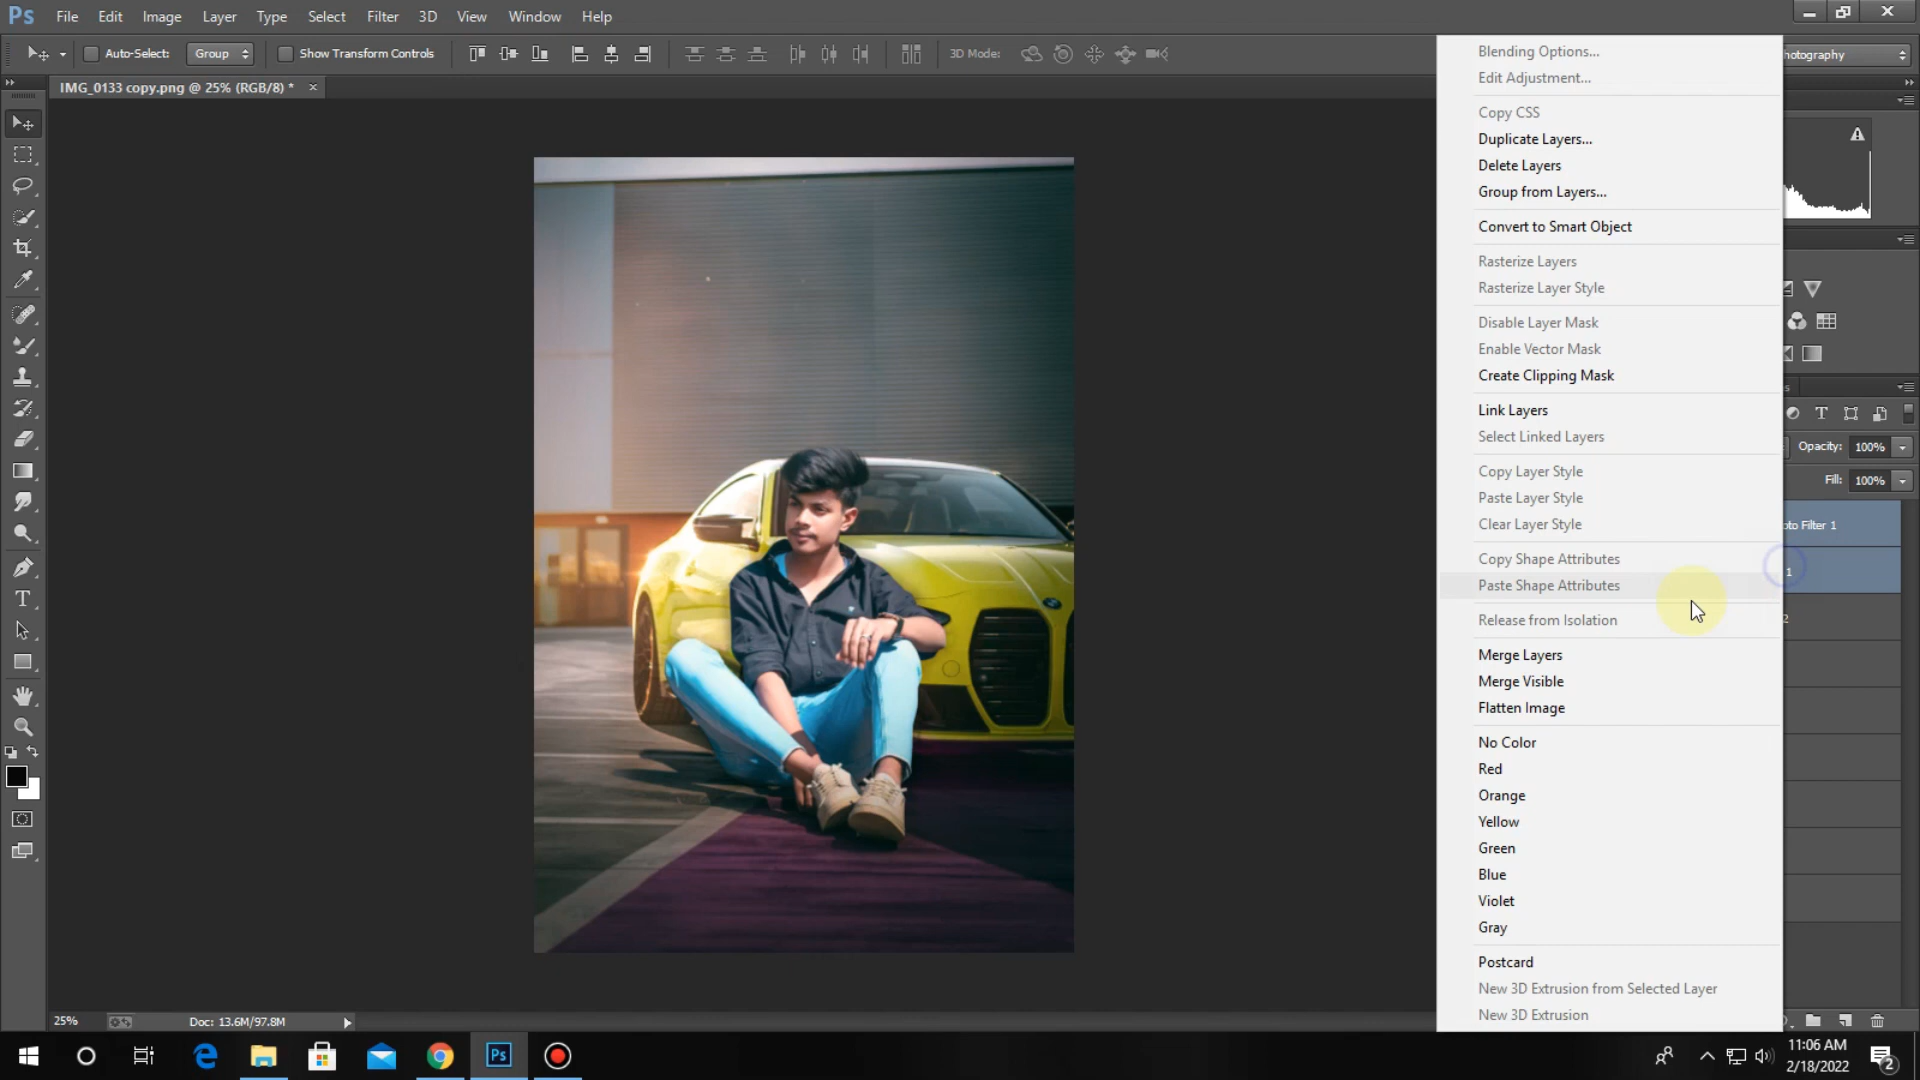 Ps File Edit Image Layer Type Select Filter 3D View Window Help
Auto-Select: Group Show Transform Controls 3D Mode:
IMG_0133 copy.png @ 25% (RGB/8) *
Blending Options...
Edit Adjustment...
Copy CSS
Duplicate Layers...
Delete Layers
Group from Layers...
Convert to Smart Object
Rasterize Layers
Rasterize Layer Style
Disable Layer Mask
Enable Vector Mask
Create Clipping Mask
Link Layers
Select Linked Layers
Copy Layer Style
Paste Layer Style
Clear Layer Style
Copy Shape Attributes
Paste Shape Attributes
Release from Isolation
Merge Layers
Merge Visible
Flatten Image
No Color
Red
Orange
Yellow
Green
Blue
Violet
Gray
Postcard
New 3D Extrusion from Selected Layer
New 3D Extrusion
hotography
Opacity: 100%
Fill: 100%
oto Filter 1
1
2
25% Doc: 13.6M/97.8M
Ps
11:06 AM
2/18/2022
2